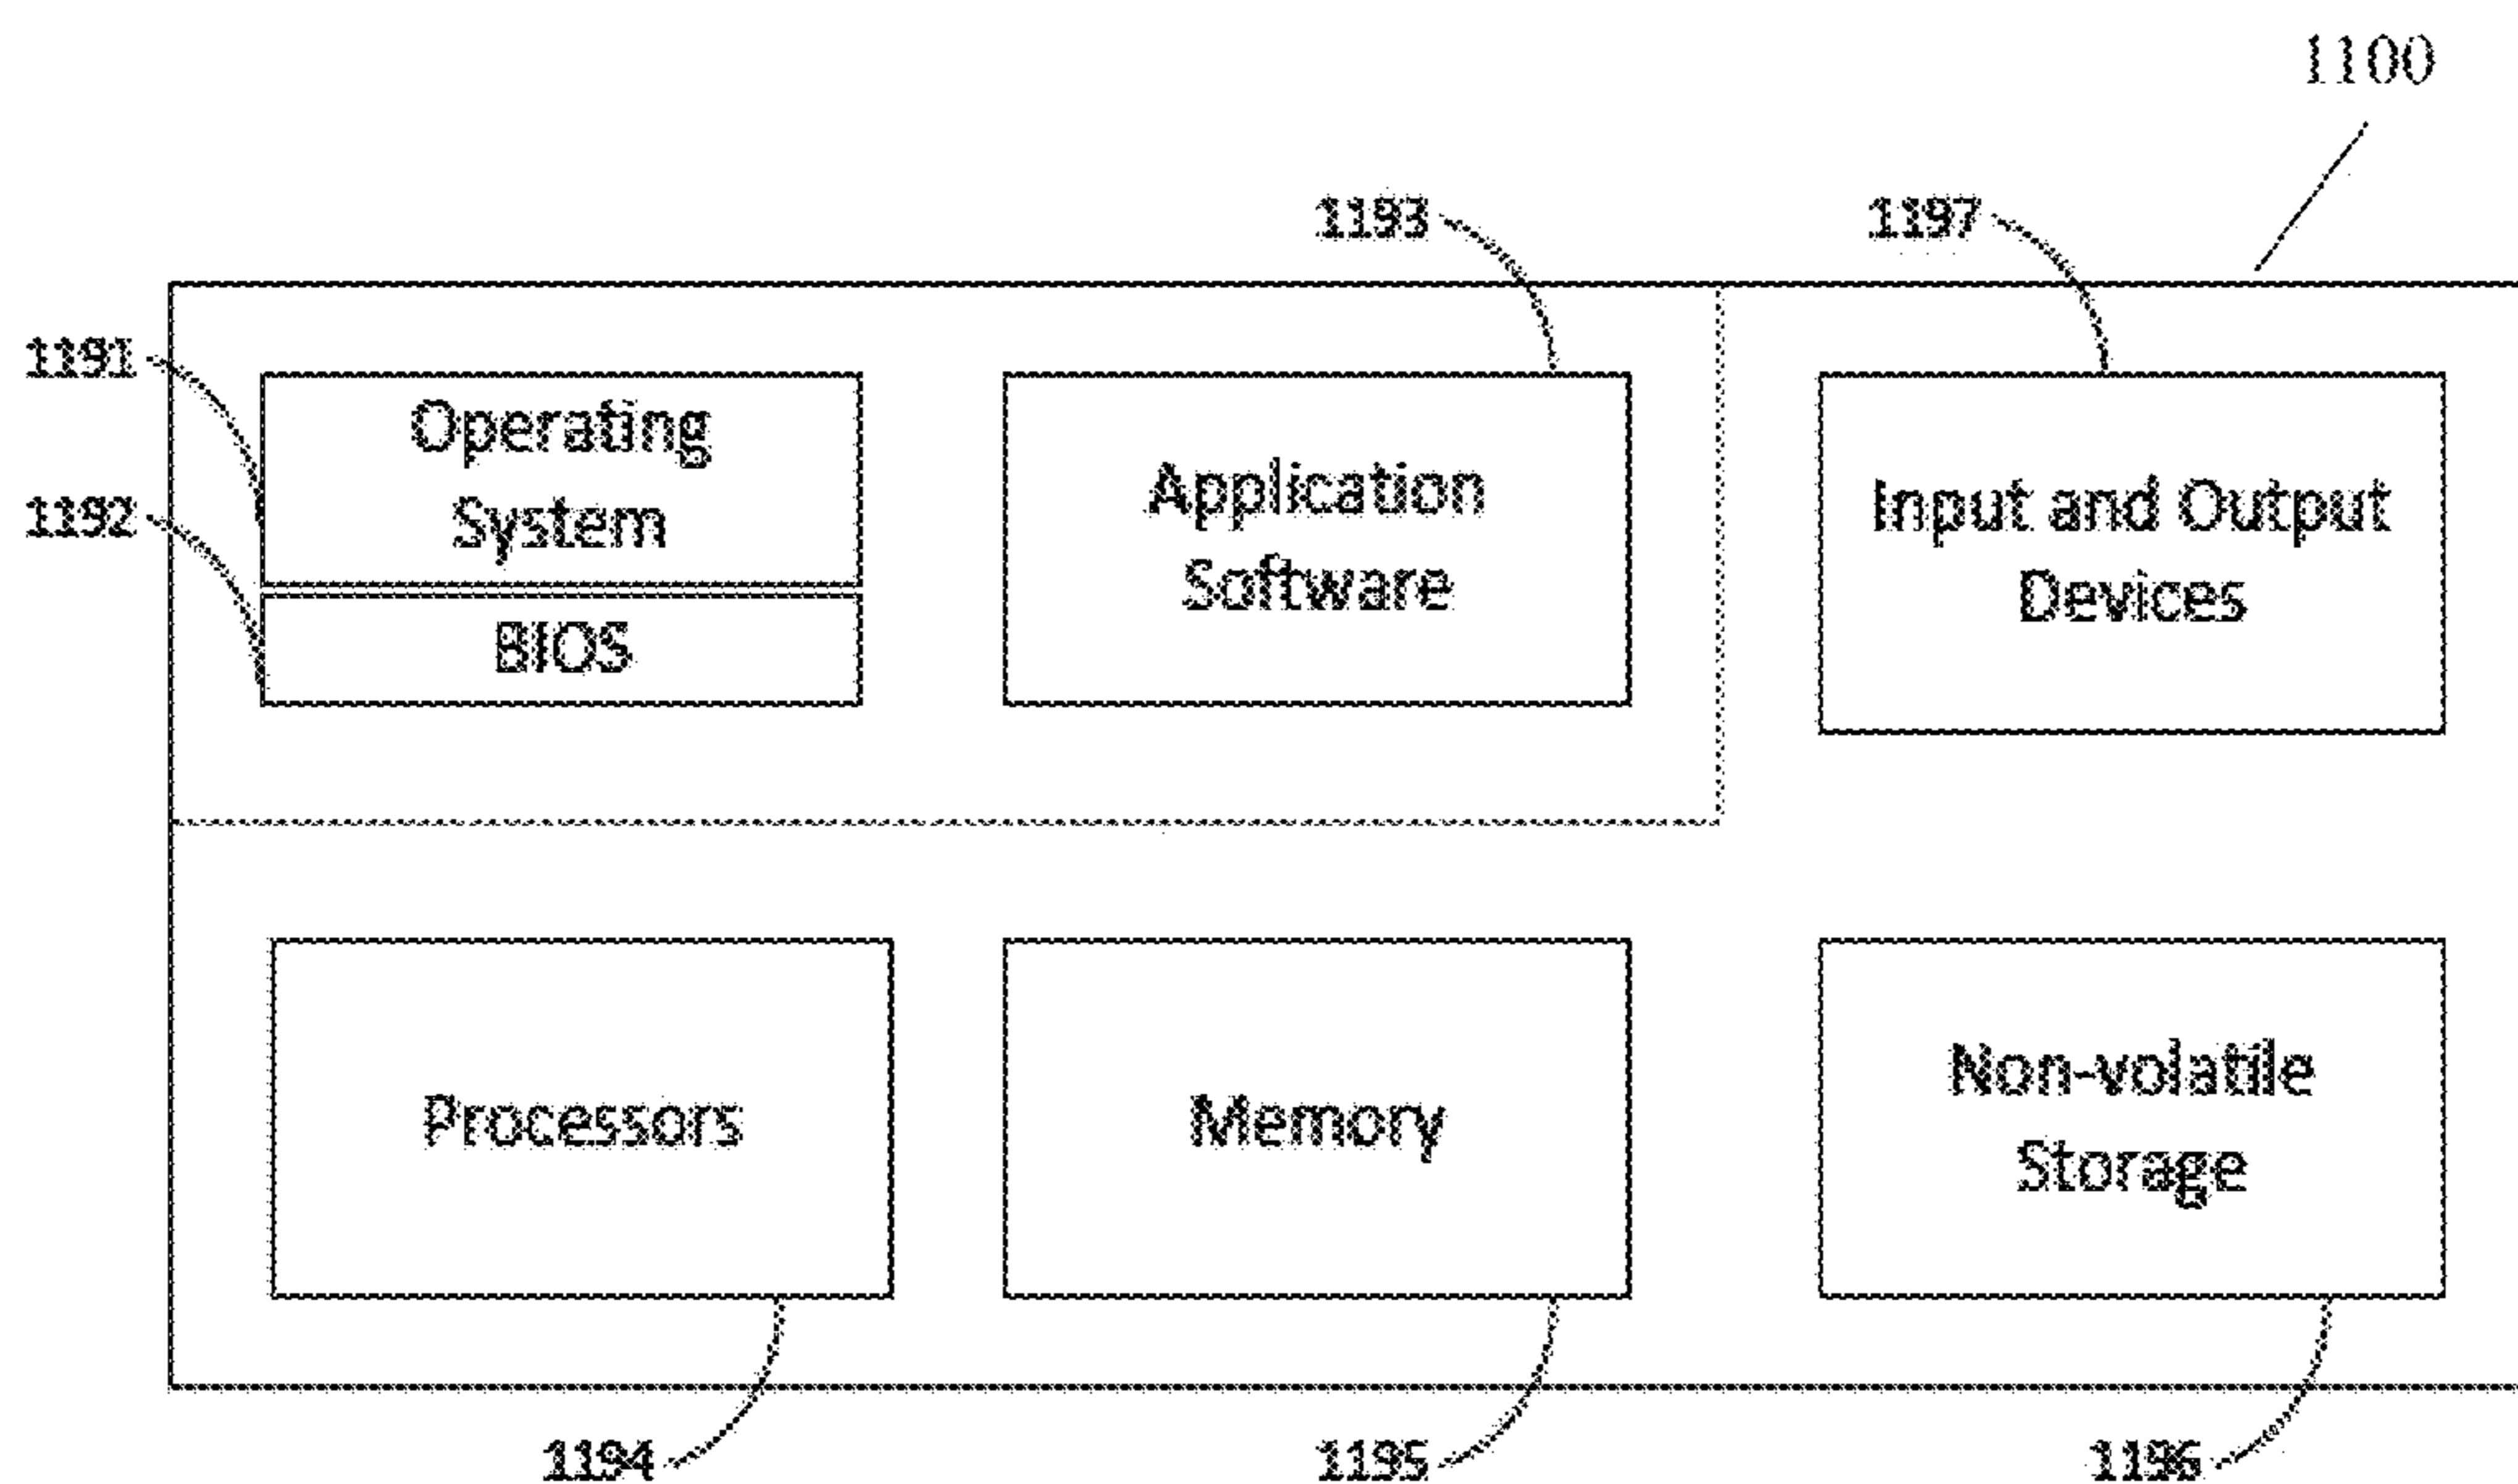 1100
1193
1197
1191
Operating
System
1192
BIOS
Application
Software
Input and Output
Devices
Processors
Memory
Non-volatile
Storage
1194
1195
1196